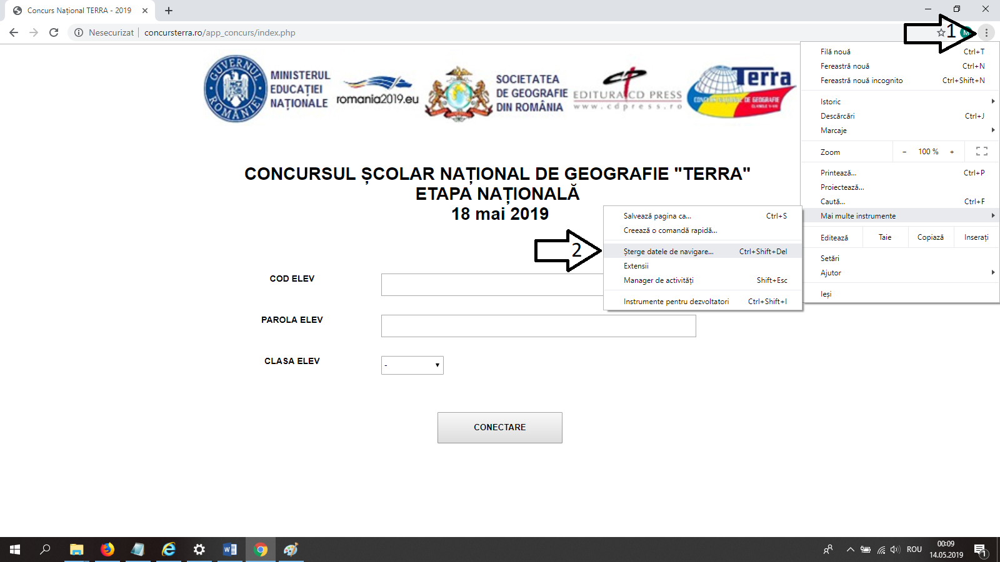 Concurs Național TERRA - 2019
Nesecurizat
concursterra.ro/app_concurs/index.php
1
M
GUVERNUL ROMÂNIEI
MINISTERUL
EDUCAȚIEI
NAȚIONALE
romania2019.eu
SOCIETATEA
DE GEOGRAFIE
DIN ROMÂNIA
cp
EDITURA CD PRESS
www.cdpress.ro
Terra
CONCURSUL NAȚIONAL DE GEOGRAFIE
CONCURSUL ȘCOLAR NAȚIONAL DE GEOGRAFIE "TERRA"
ETAPA NAȚIONALĂ
18 mai 2019
COD ELEV
PAROLA ELEV
CLASA ELEV
-
CONECTARE
Filă nouă Ctrl+T
Fereastră nouă Ctrl+N
Fereastră nouă incognito Ctrl+Shift+N
Istoric
Descărcări Ctrl+J
Marcaje
Zoom - 100 % +
Printează... Ctrl+P
Proiectează...
Caută... Ctrl+F
Mai multe instrumente
Editează Taie Copiază Inserați
Setări
Ajutor
Ieși
Salvează pagina ca... Ctrl+S
Creează o comandă rapidă...
2
Șterge datele de navigare... Ctrl+Shift+Del
Extensii
Manager de activități Shift+Esc
Instrumente pentru dezvoltatori Ctrl+Shift+I
ROU
00:09
14.05.2019
1